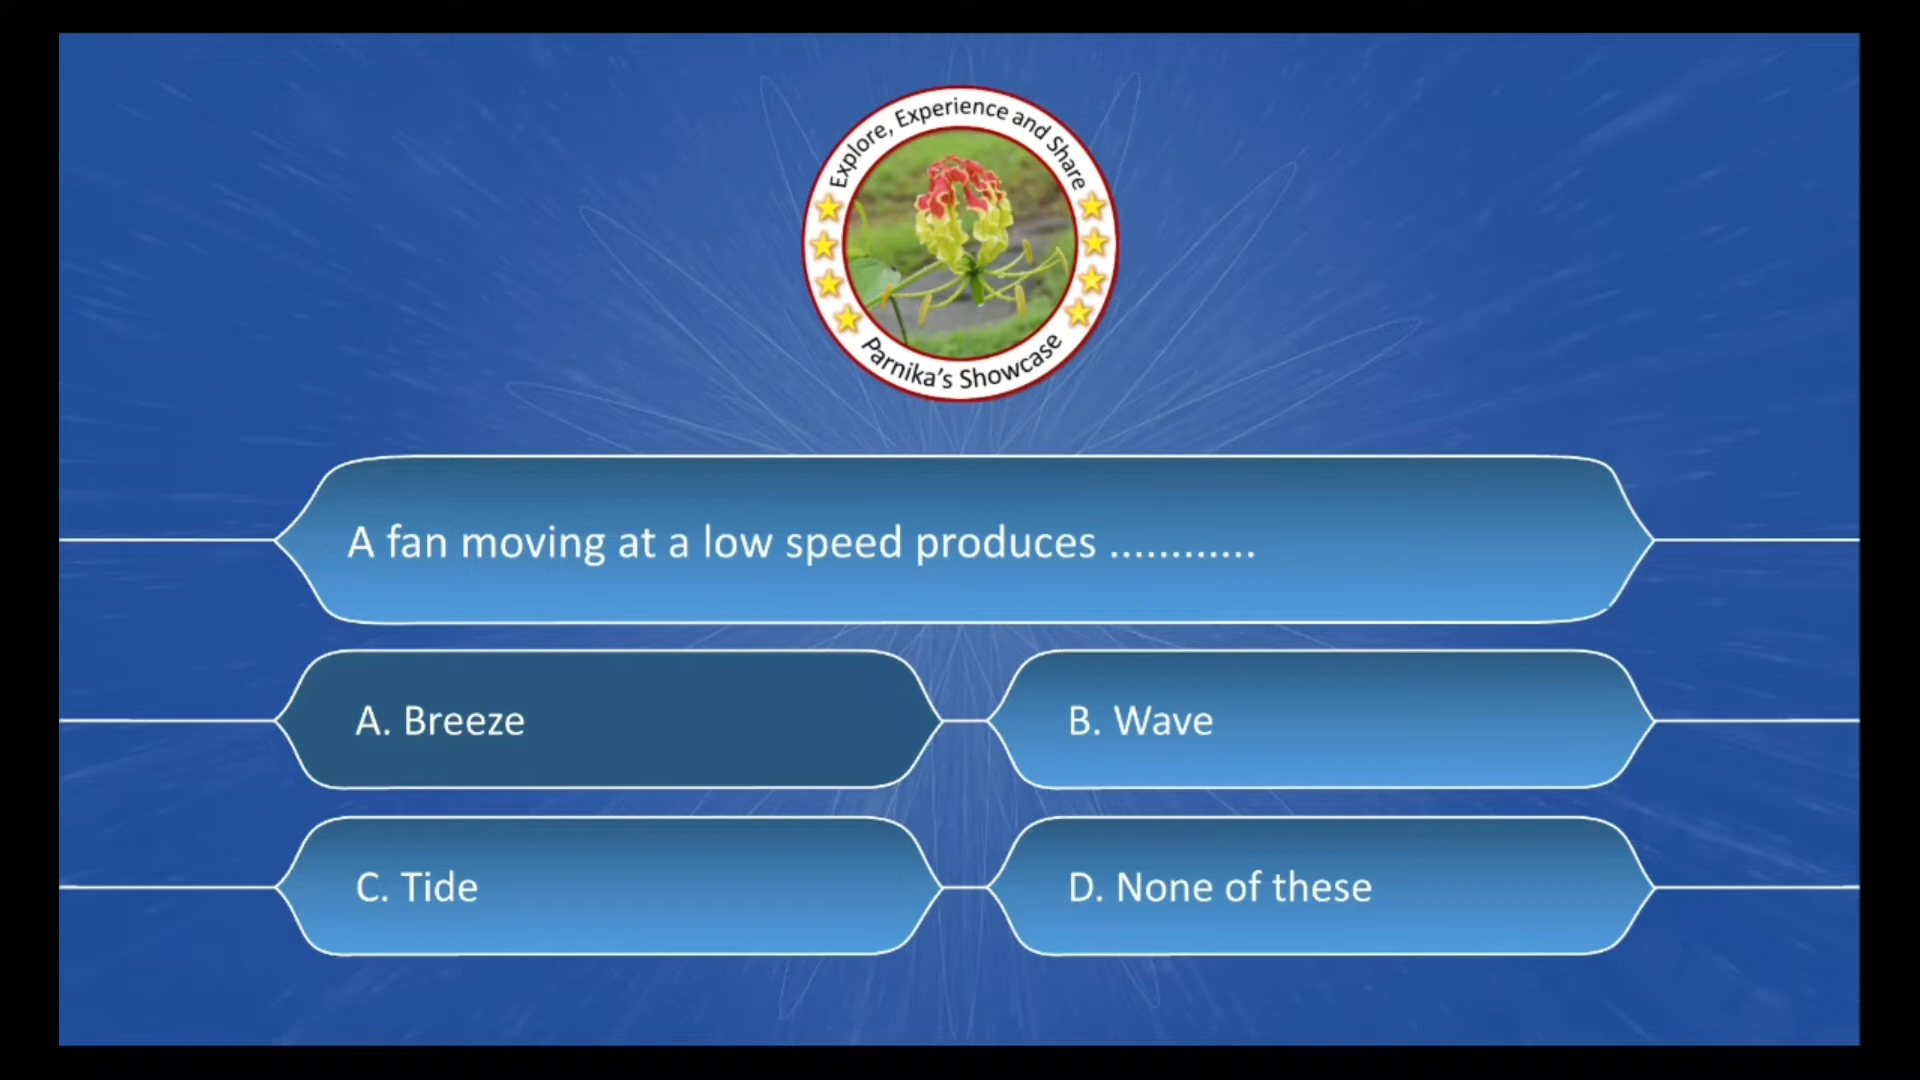 Explore, Experience and Share
Parnika's Showcase
A fan moving at a low speed produces ............
A. Breeze
B. Wave
C. Tide
D. None of these